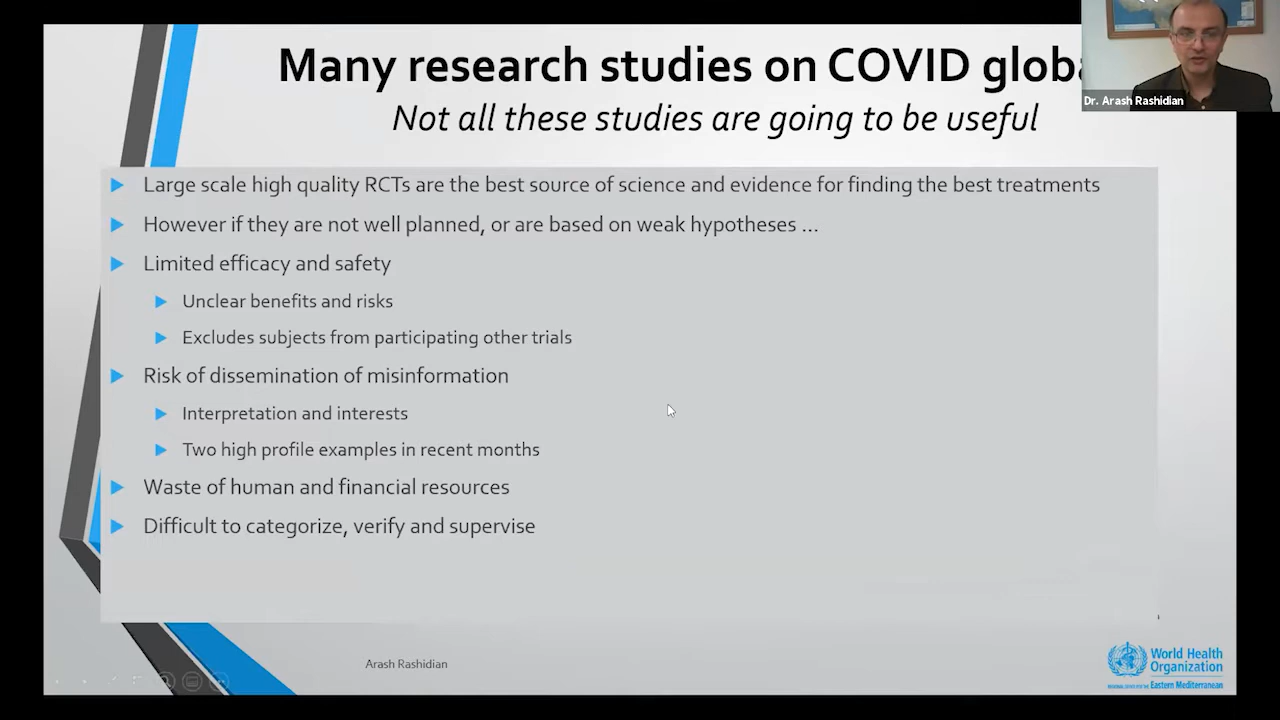 Many research studies on COVID globa
Not all these studies are going to be useful
Dr. Arash Rashidian
Large scale high quality RCTs are the best source of science and evidence for finding the best treatments
However if they are not well planned, or are based on weak hypotheses ...
Limited efficacy and safety
Unclear benefits and risks
Excludes subjects from participating other trials
Risk of dissemination of misinformation
Interpretation and interests
Two high profile examples in recent months
Waste of human and financial resources
Difficult to categorize, verify and supervise
Arash Rashidian
World Health
Organization
REGIONAL OFFICE FOR THE Eastern Mediterranean